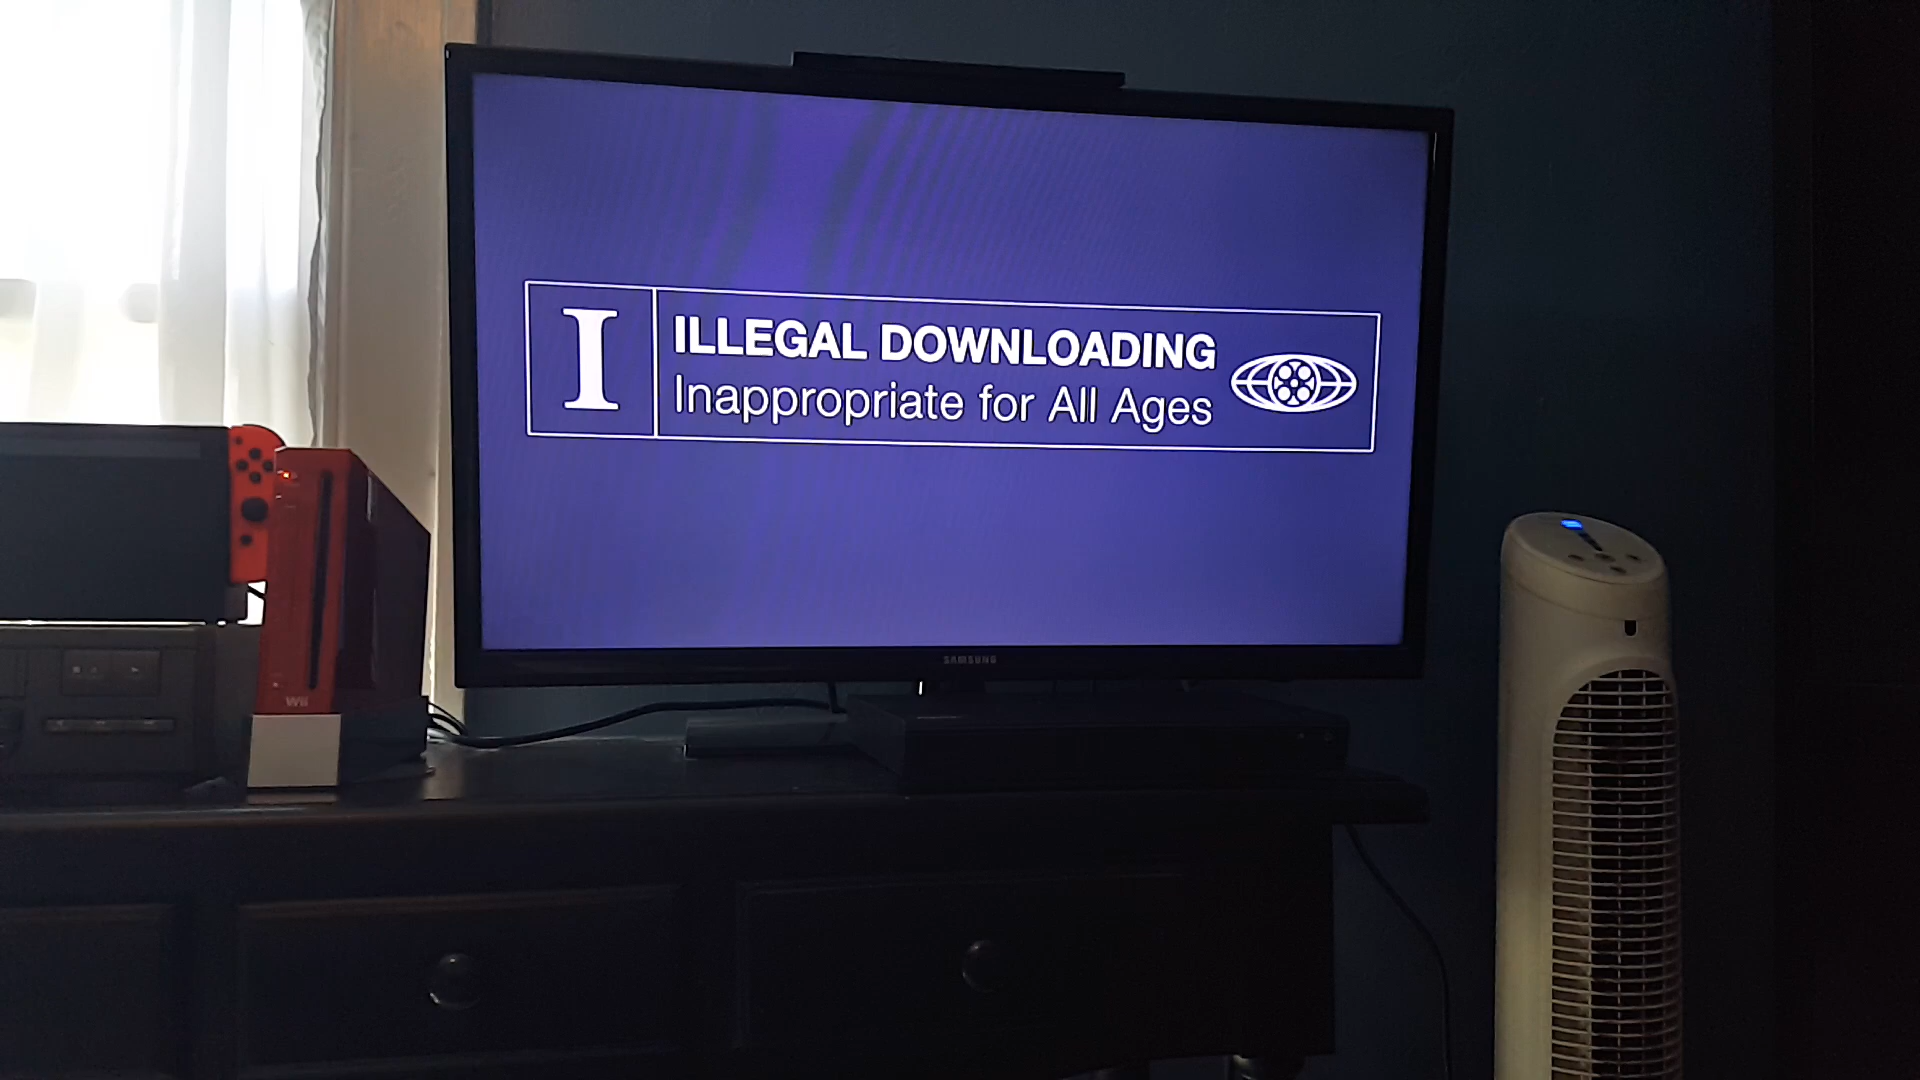 I
ILLEGAL DOWNLOADING
Inappropriate for All Ages
SAMSUNG
Wii